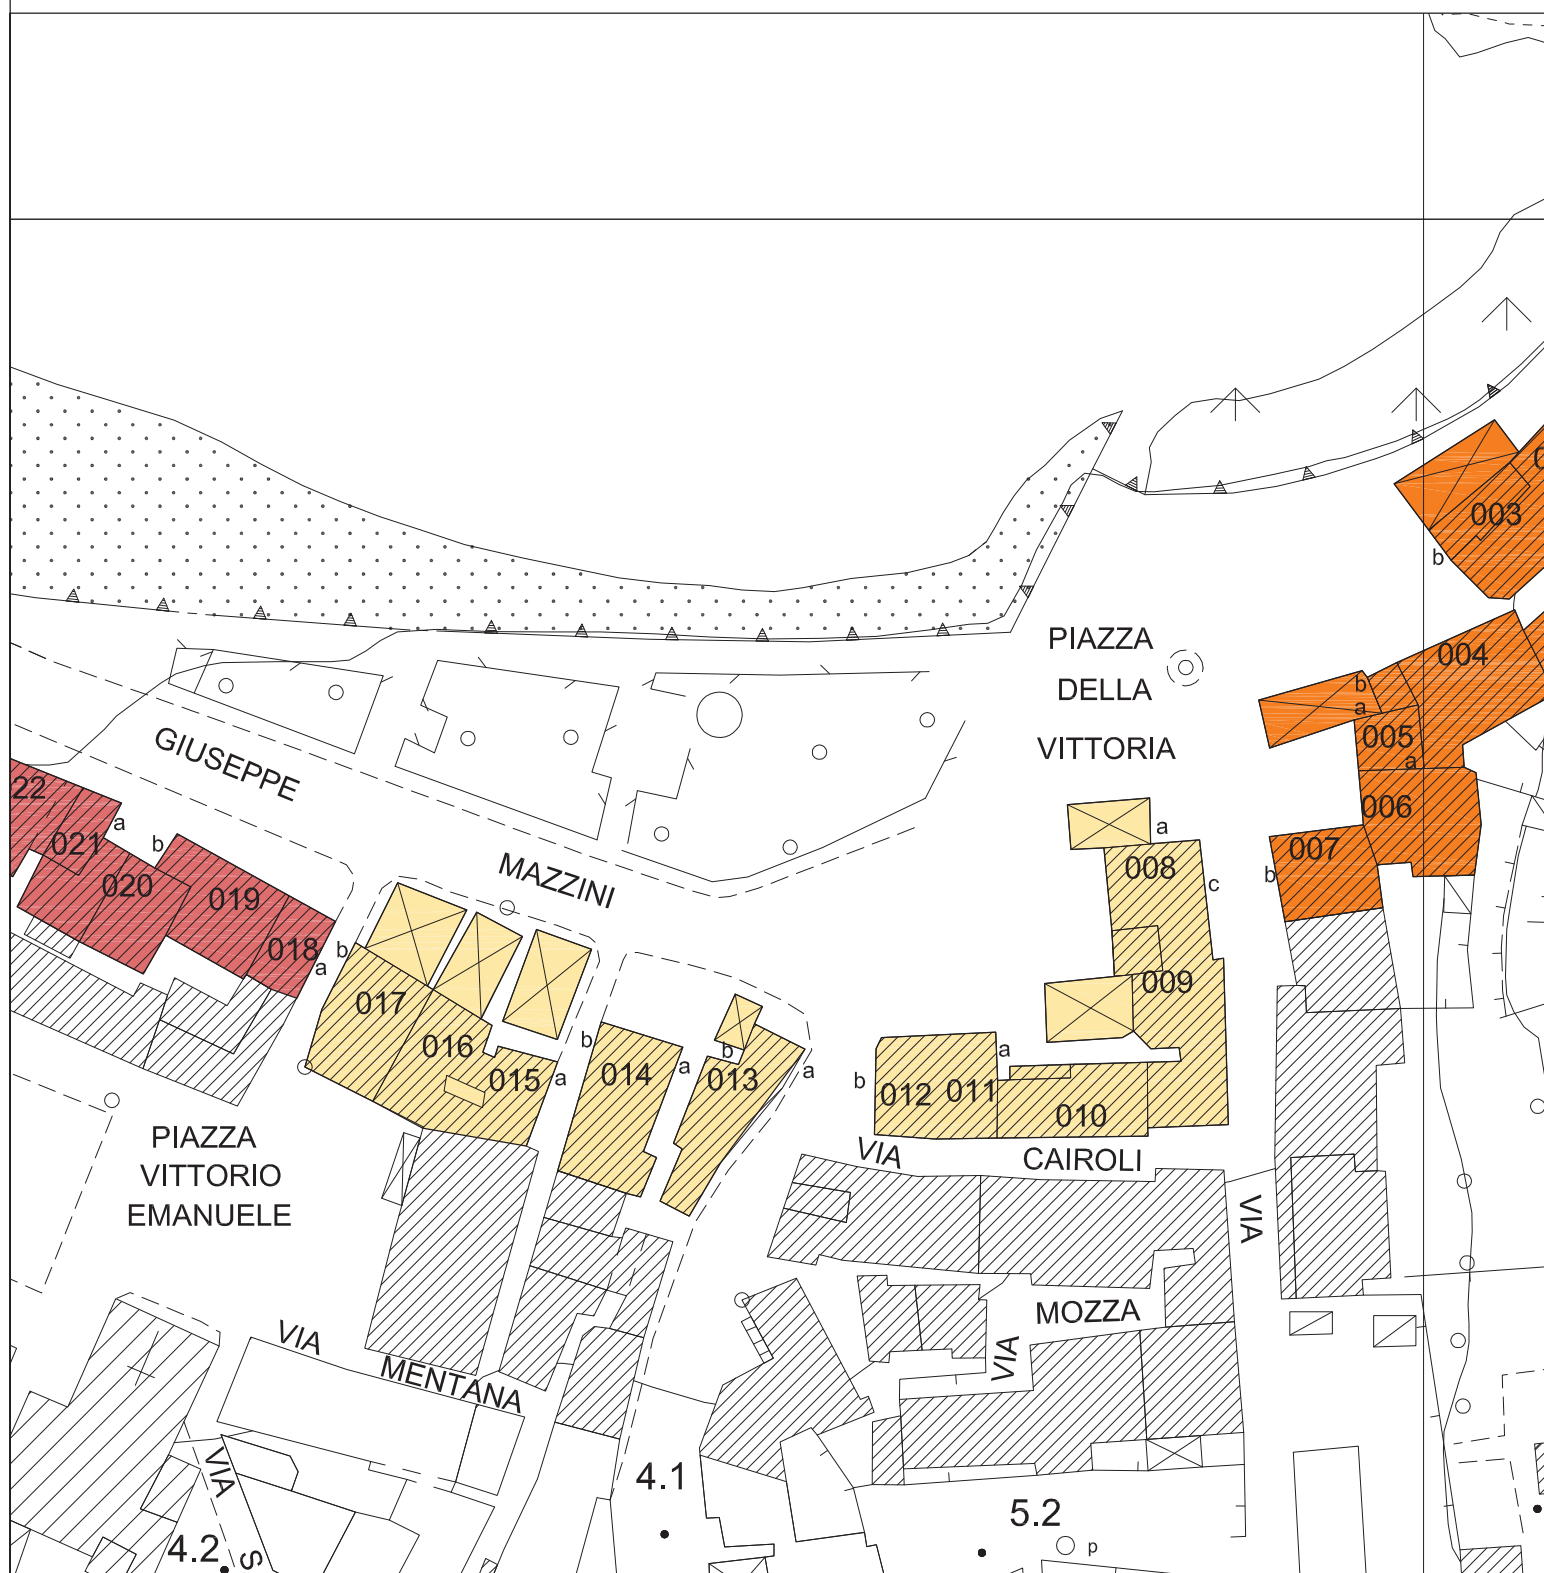 003
b
PIAZZA
DELLA
VITTORIA
004
b
a
005
a
006
007
b
GIUSEPPE
MAZZINI
22
021
a
b
020
019
018
a
b
017
016
015
a
b
014
a
b
013
a
a
008
c
009
a
b
012
011
010
VIA
CAIROLI
PIAZZA
VITTORIO
EMANUELE
VIA
MOZZA
VIA
VIA
MENTANA
VIA
S
4.1
4.2
5.2
p